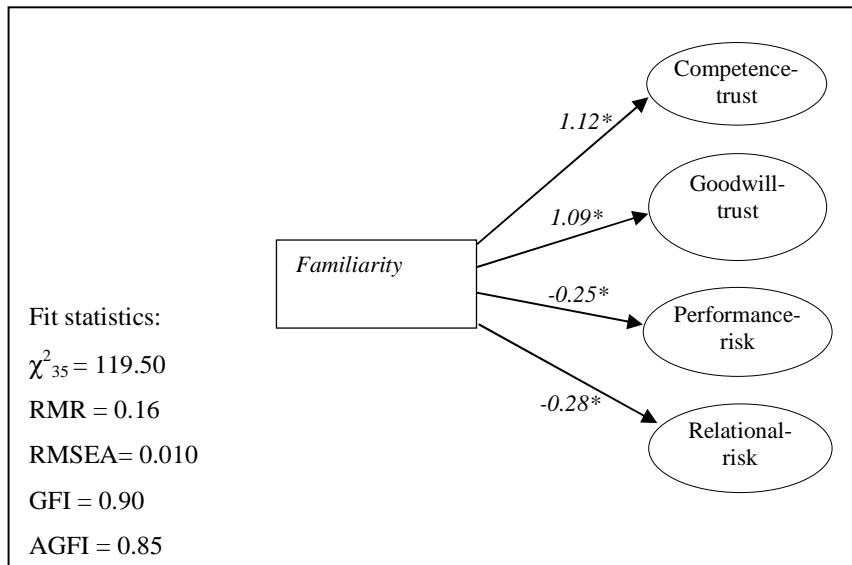 Competence-
trust
1.12*
Goodwill-
trust
1.09*
Familiarity
-0.25*
Performance-
risk
Fit statistics:
χ²₃₅ = 119.50
-0.28*
RMR = 0.16
Relational-
risk
RMSEA= 0.010
GFI = 0.90
AGFI = 0.85